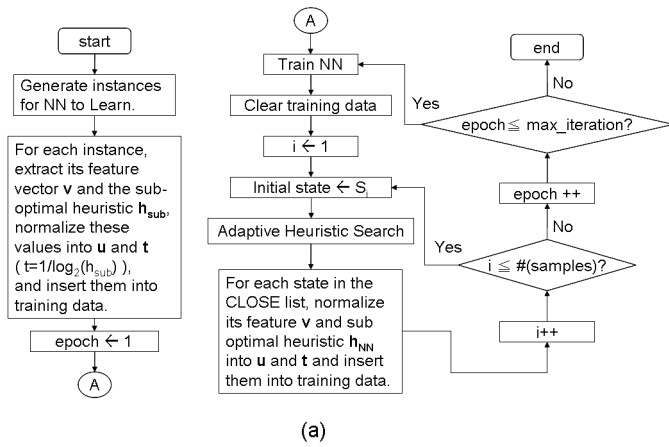 start
Generate instances
for NN to Learn.
For each instance,
extract its feature
vector v and the sub-
optimal heuristic hsub,
normalize these
values into u and t
( t=1/log2(hsub) ),
and insert them into
training data.
epoch ← 1
A
A
Train NN
Clear training data
i ← 1
Initial state ← Si
Adaptive Heuristic Search
For each state in the
CLOSE list, normalize
its feature v and sub
optimal heuristic hNN
into u and t and insert
them into training data.
end
No
Yes
epoch≦ max_iteration?
epoch ++
No
Yes
i ≦ #(samples)?
i++
(a)